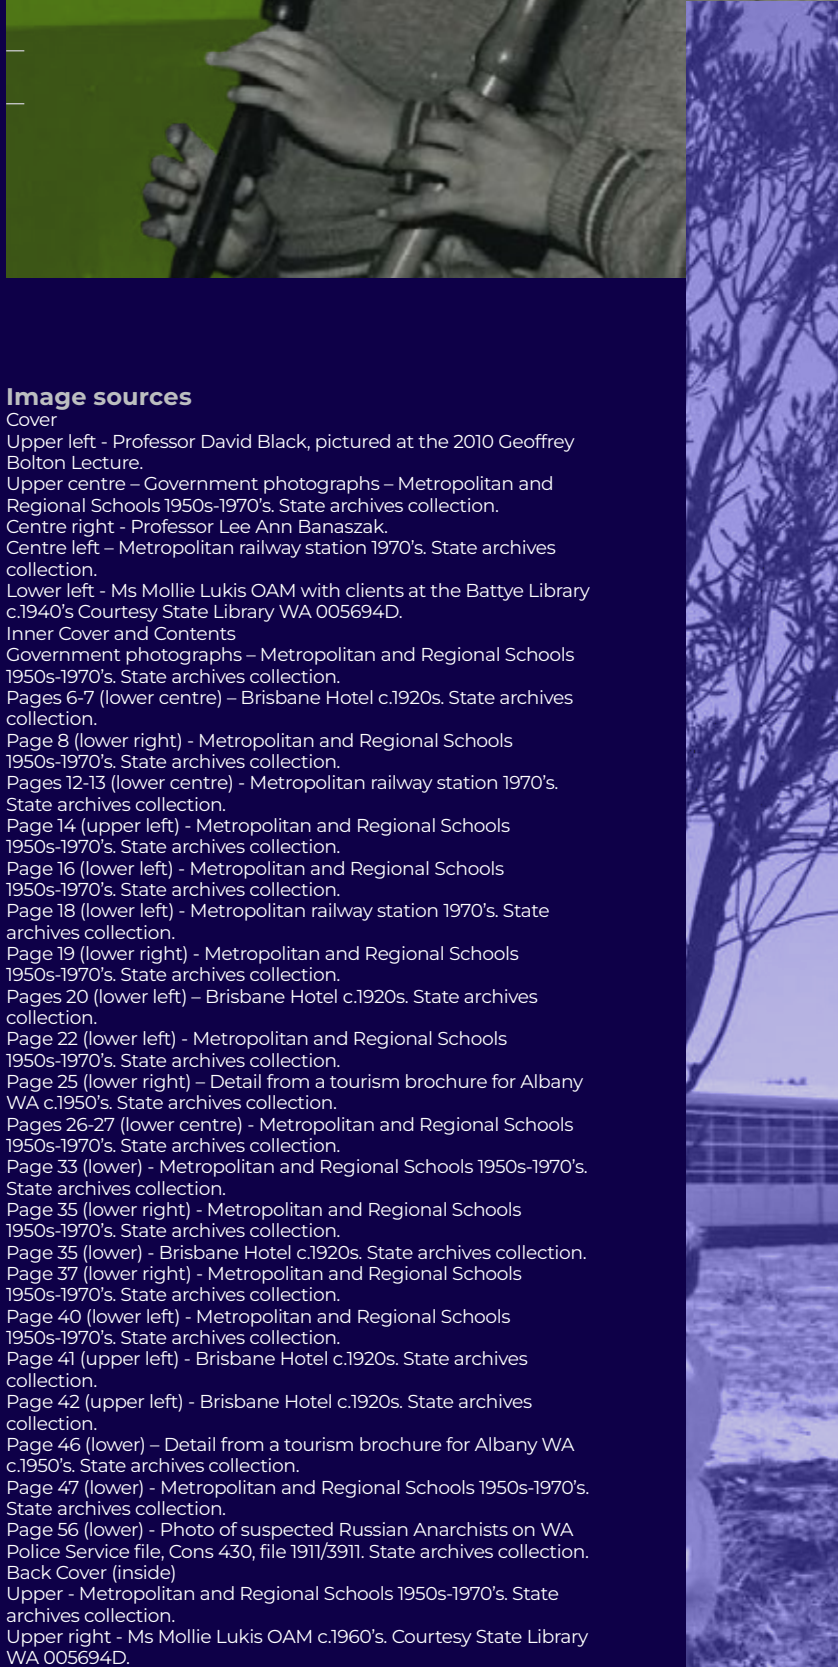 Image sources
Cover
Upper left - Professor David Black, pictured at the 2010 Geoffrey
Bolton Lecture.
Upper centre – Government photographs – Metropolitan and
Regional Schools 1950s-1970’s. State archives collection.
Centre right - Professor Lee Ann Banaszak.
Centre left – Metropolitan railway station 1970’s. State archives
collection.
Lower left - Ms Mollie Lukis OAM with clients at the Battye Library
c.1940’s Courtesy State Library WA 005694D.
Inner Cover and Contents
Government photographs – Metropolitan and Regional Schools
1950s-1970’s. State archives collection.
Pages 6-7 (lower centre) – Brisbane Hotel c.1920s. State archives
collection.
Page 8 (lower right) - Metropolitan and Regional Schools
1950s-1970’s. State archives collection.
Pages 12-13 (lower centre) - Metropolitan railway station 1970’s.
State archives collection.
Page 14 (upper left) - Metropolitan and Regional Schools
1950s-1970’s. State archives collection.
Page 16 (lower left) - Metropolitan and Regional Schools
1950s-1970’s. State archives collection.
Page 18 (lower left) - Metropolitan railway station 1970’s. State
archives collection.
Page 19 (lower right) - Metropolitan and Regional Schools
1950s-1970’s. State archives collection.
Pages 20 (lower left) – Brisbane Hotel c.1920s. State archives
collection.
Page 22 (lower left) - Metropolitan and Regional Schools
1950s-1970’s. State archives collection.
Page 25 (lower right) – Detail from a tourism brochure for Albany
WA c.1950’s. State archives collection.
Pages 26-27 (lower centre) - Metropolitan and Regional Schools
1950s-1970’s. State archives collection.
Page 33 (lower) - Metropolitan and Regional Schools 1950s-1970’s.
State archives collection.
Page 35 (lower right) - Metropolitan and Regional Schools
1950s-1970’s. State archives collection.
Page 35 (lower) - Brisbane Hotel c.1920s. State archives collection.
Page 37 (lower right) - Metropolitan and Regional Schools
1950s-1970’s. State archives collection.
Page 40 (lower left) - Metropolitan and Regional Schools
1950s-1970’s. State archives collection.
Page 41 (upper left) - Brisbane Hotel c.1920s. State archives
collection.
Page 42 (upper left) - Brisbane Hotel c.1920s. State archives
collection.
Page 46 (lower) – Detail from a tourism brochure for Albany WA
c.1950’s. State archives collection.
Page 47 (lower) - Metropolitan and Regional Schools 1950s-1970’s.
State archives collection.
Page 56 (lower) - Photo of suspected Russian Anarchists on WA
Police Service file, Cons 430, file 1911/3911. State archives collection.
Back Cover (inside)
Upper - Metropolitan and Regional Schools 1950s-1970’s. State
archives collection.
Upper right - Ms Mollie Lukis OAM c.1960’s. Courtesy State Library
WA 005694D.